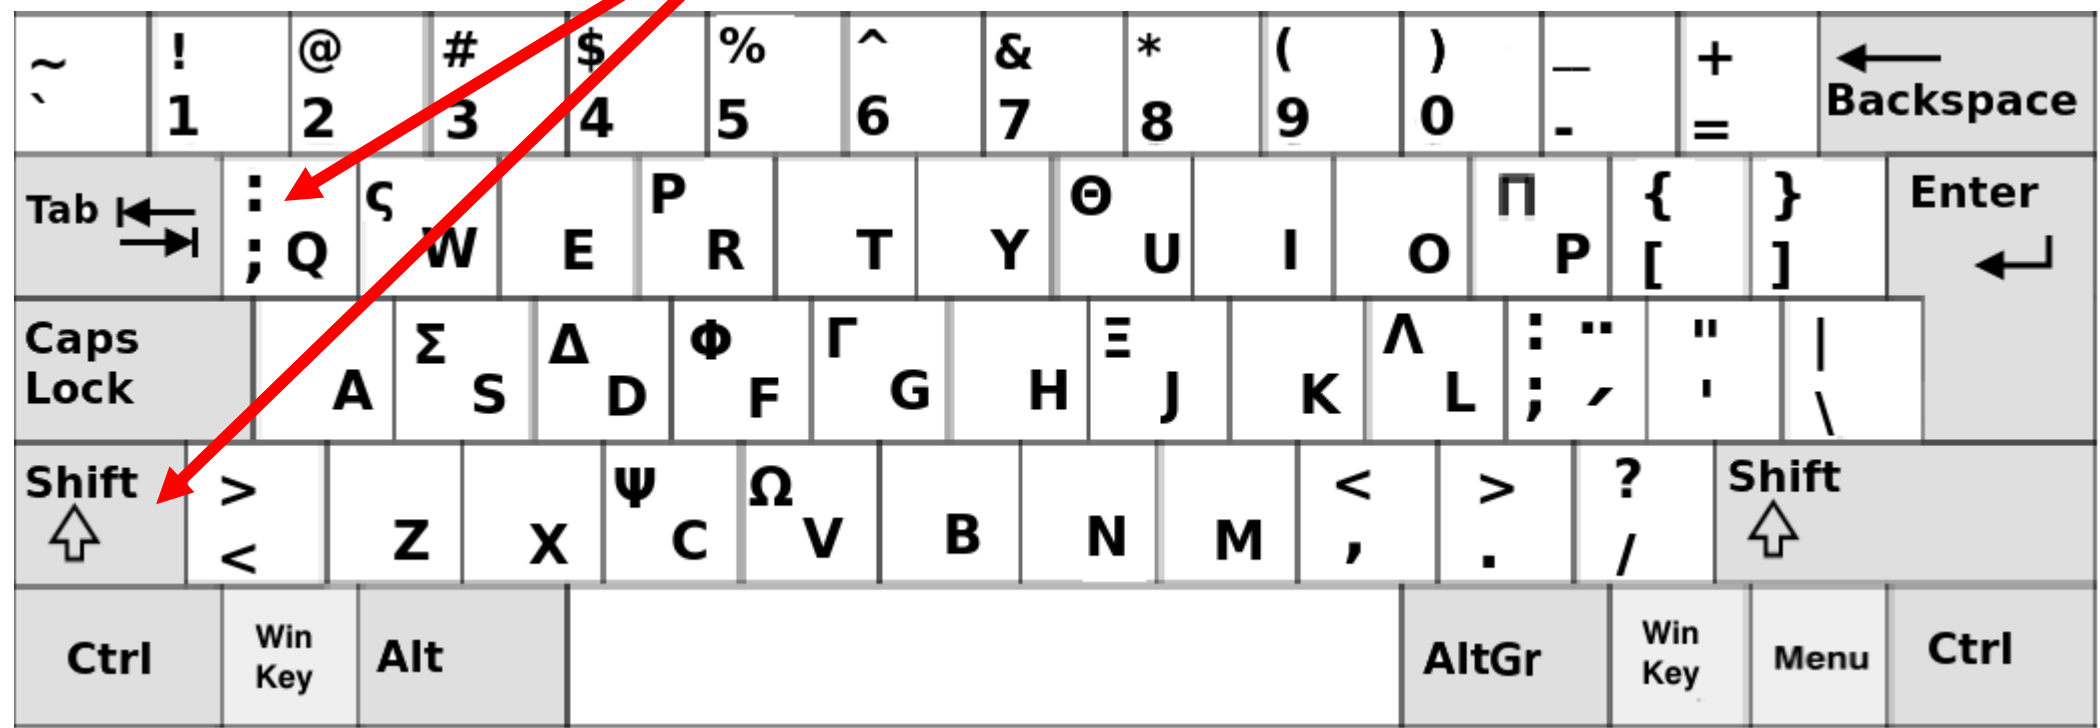 ~ ! @ # $ % ^ & * ( ) _ +
` 1 2 3 4 5 6 7 8 9 0 - = Backspace
Tab : ς Ρ Θ Π { } Enter
; Q W E R T Y U I O P [ ]
Caps Σ Δ Φ Γ Ξ Λ : ¨ " |
Lock A S D F G H J K L ; ΄ ' \
Shift > Ψ Ω < > ? Shift
< Z X C V B N M , . /
Ctrl Win Key Alt AltGr Win Key Menu Ctrl